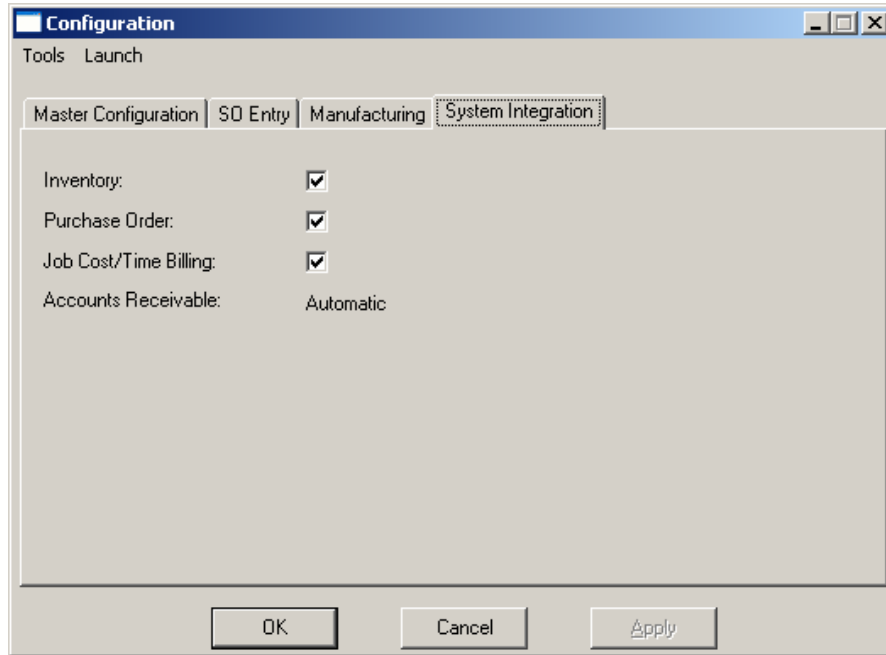 Configuration
Tools Launch
Master Configuration SO Entry Manufacturing System Integration
Inventory:
Purchase Order:
Job Cost/Time Billing:
Accounts Receivable: Automatic
OK Cancel Apply